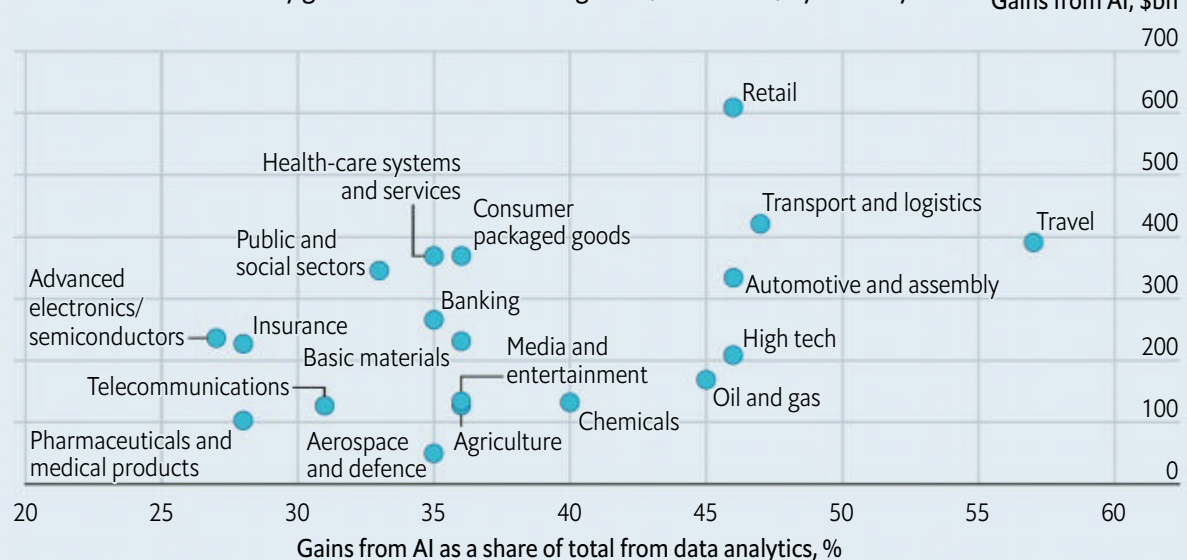 Gains from AI, $bn
700
Retail
600
Health-care systems
and services
500
Consumer
packaged goods
Transport and logistics
Travel
400
Public and
social sectors
Automotive and assembly
300
Advanced
electronics/
semiconductors
Insurance
Banking
Basic materials
Media and
entertainment
High tech
200
Telecommunications
Oil and gas
100
Chemicals
Pharmaceuticals and
medical products
Aerospace
and defence
Agriculture
0
20 25 30 35 40 45 50 55 60
Gains from AI as a share of total from data analytics, %